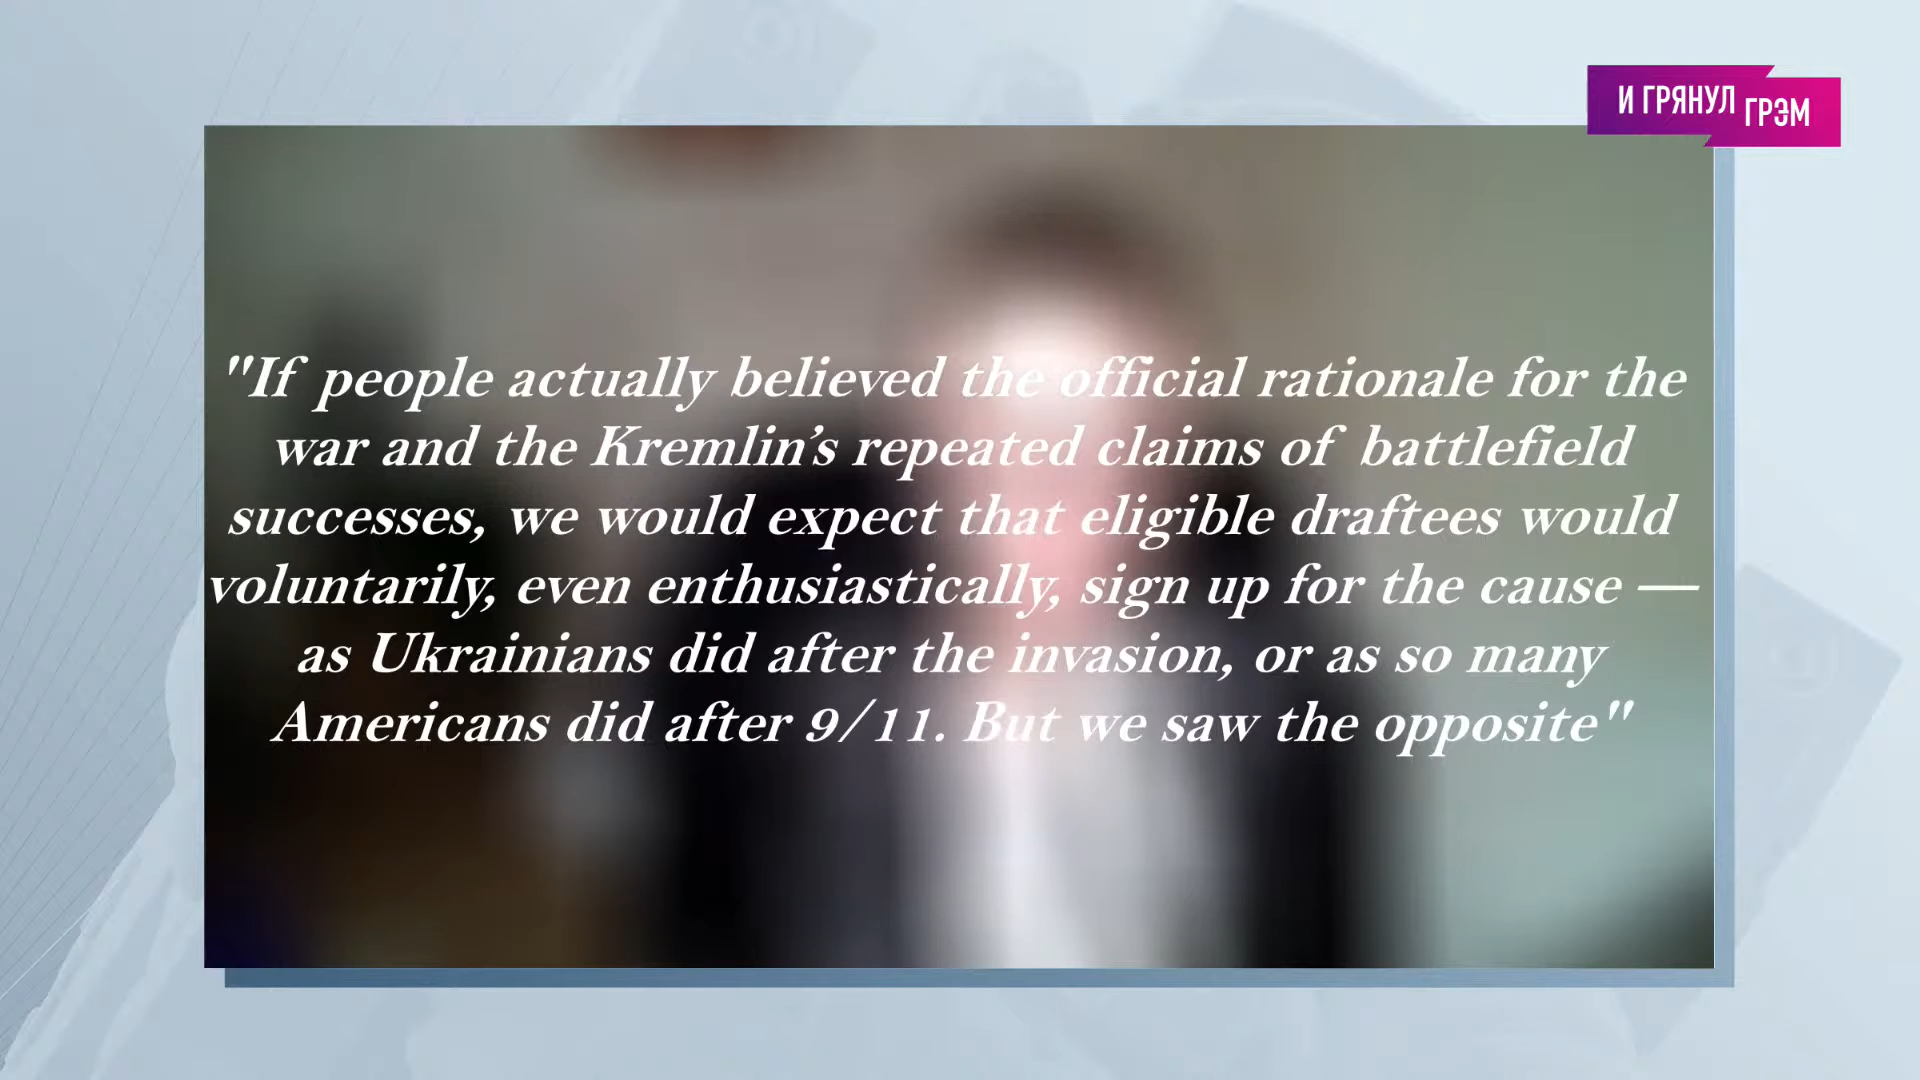 И ГРЯНУЛ
ГРЭМ
"If people actually believed the official rationale for the
war and the Kremlin’s repeated claims of battlefield
successes, we would expect that eligible draftees would
voluntarily, even enthusiastically, sign up for the cause —
as Ukrainians did after the invasion, or as so many
Americans did after 9/11. But we saw the opposite"